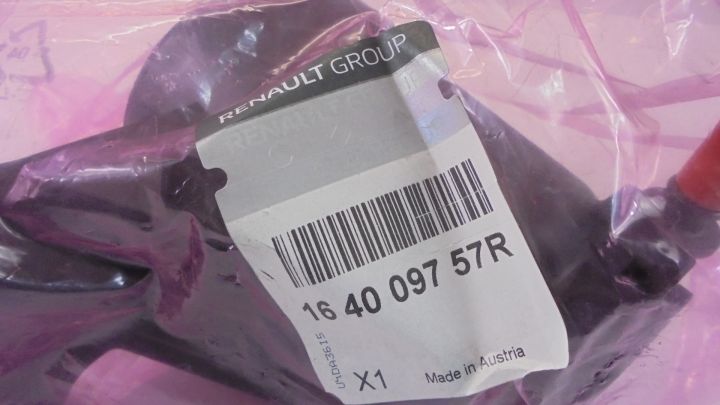 RENAULT GROUP
16 40 097 57R
X1
Made in Austria